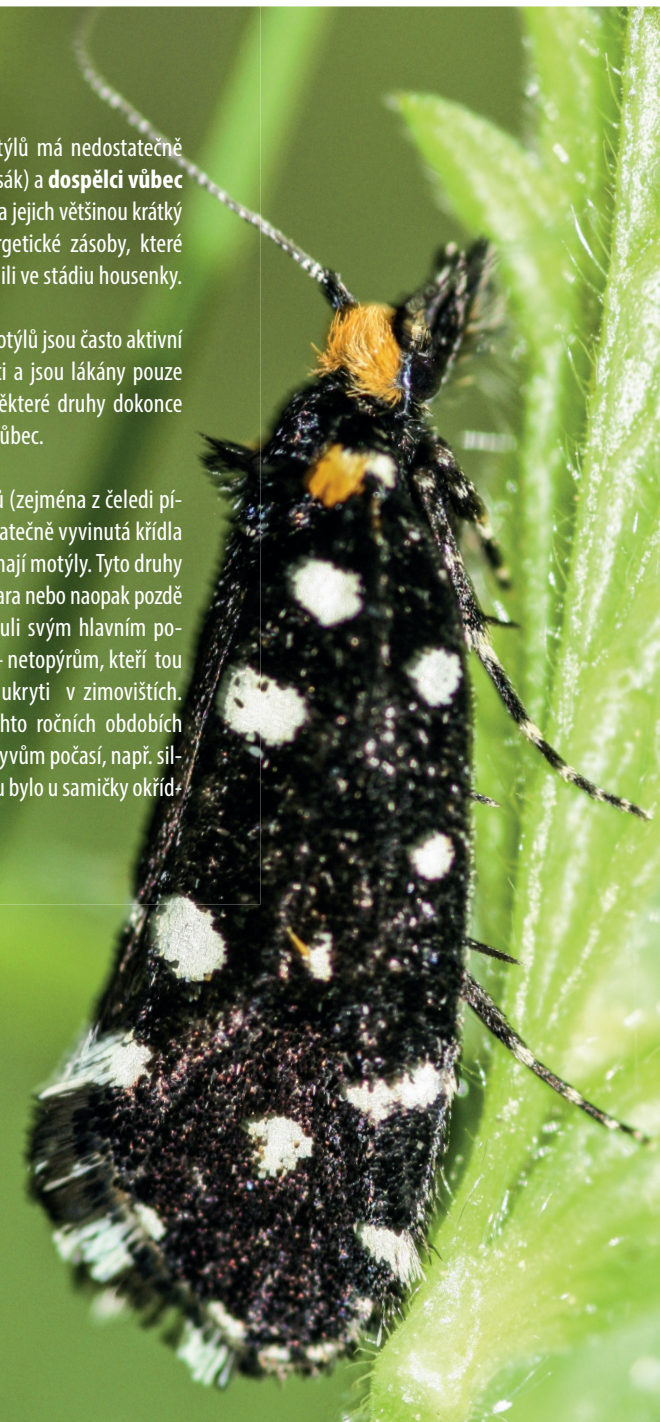 týlů má nedostatečně
sák) a dospělci vůbec
a jejich většinou krátký
rgetické zásoby, které
ili ve stádiu housenky.
otýlů jsou často aktivní
ti a jsou lákány pouze
ěkteré druhy dokonce
ůbec.
ů (zejména z čeledi pí-
atečně vyvinutá křídla
nají motýly. Tyto druhy
ara nebo naopak pozdě
uli svým hlavním po-
- netopýrům, kteří tou
ukryti v zimovištích.
hto ročních obdobích
yvům počasí, např. sil-
u bylo u samičky okříd-